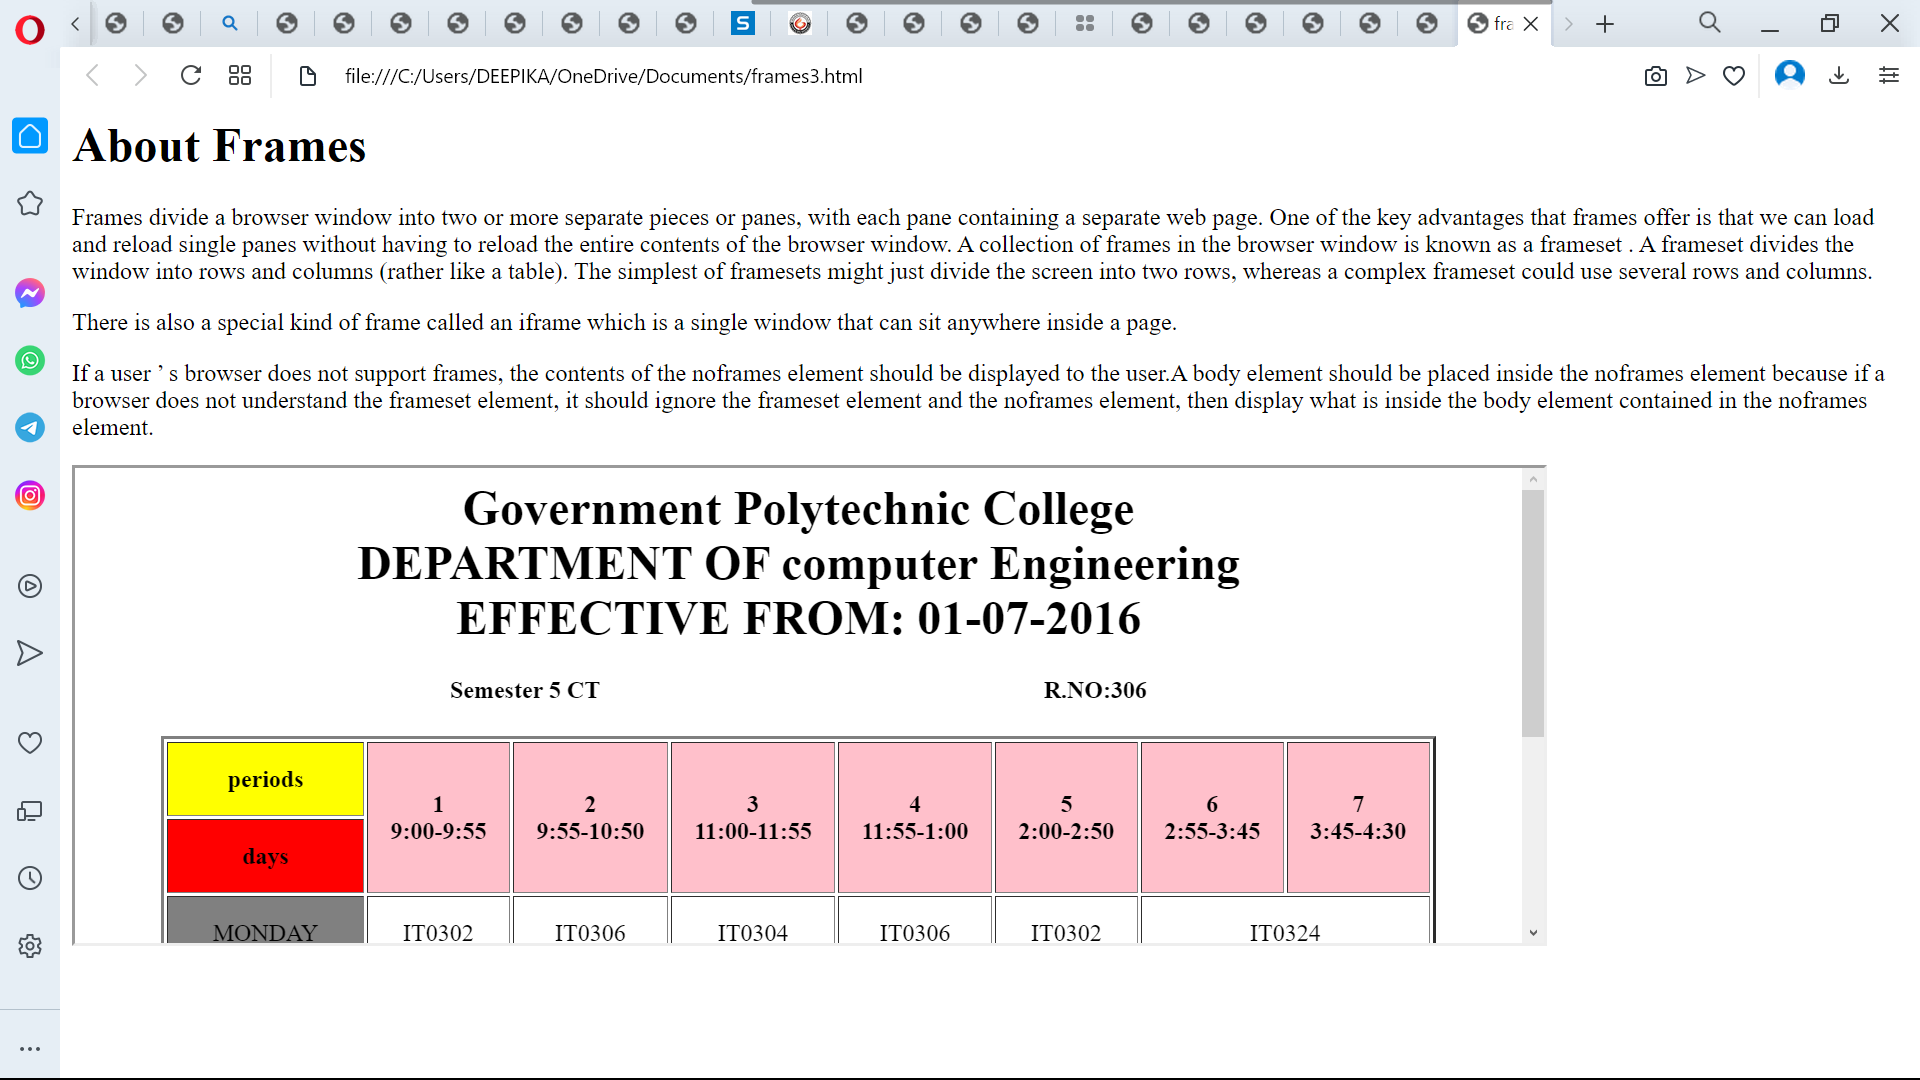 fra
file:///C:/Users/DEEPIKA/OneDrive/Documents/frames3.html
About Frames
Frames divide a browser window into two or more separate pieces or panes, with each pane containing a separate web page. One of the key advantages that frames offer is that we can load
and reload single panes without having to reload the entire contents of the browser window. A collection of frames in the browser window is known as a frameset . A frameset divides the
window into rows and columns (rather like a table). The simplest of framesets might just divide the screen into two rows, whereas a complex frameset could use several rows and columns.
There is also a special kind of frame called an iframe which is a single window that can sit anywhere inside a page.
If a user ’ s browser does not support frames, the contents of the noframes element should be displayed to the user.A body element should be placed inside the noframes element because if a
browser does not understand the frameset element, it should ignore the frameset element and the noframes element, then display what is inside the body element contained in the noframes
element.
Government Polytechnic College
DEPARTMENT OF computer Engineering
EFFECTIVE FROM: 01-07-2016
Semester 5 CT R.NO:306
periods
days
1 2 3 4 5 6 7
9:00-9:55 9:55-10:50 11:00-11:55 11:55-1:00 2:00-2:50 2:55-3:45 3:45-4:30
MONDAY IT0302 IT0306 IT0304 IT0306 IT0302 IT0324